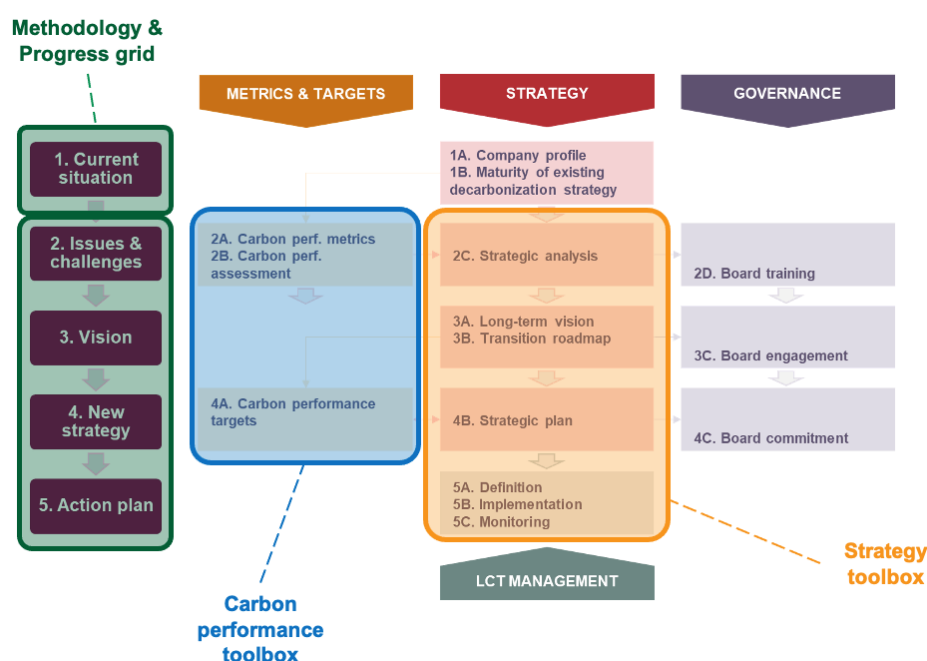 Methodology &
Progress grid
METRICS & TARGETS
STRATEGY
GOVERNANCE
1. Current
situation
1A. Company profile
1B. Maturity of existing
decarbonization strategy
2. Issues &
challenges
2A. Carbon perf. metrics
2B. Carbon perf.
assessment
2C. Strategic analysis
2D. Board training
3. Vision
3A. Long-term vision
3B. Transition roadmap
3C. Board engagement
4. New
strategy
4A. Carbon performance
targets
4B. Strategic plan
4C. Board commitment
5. Action plan
5A. Definition
5B. Implementation
5C. Monitoring
LCT MANAGEMENT
Strategy
toolbox
Carbon
performance
toolbox